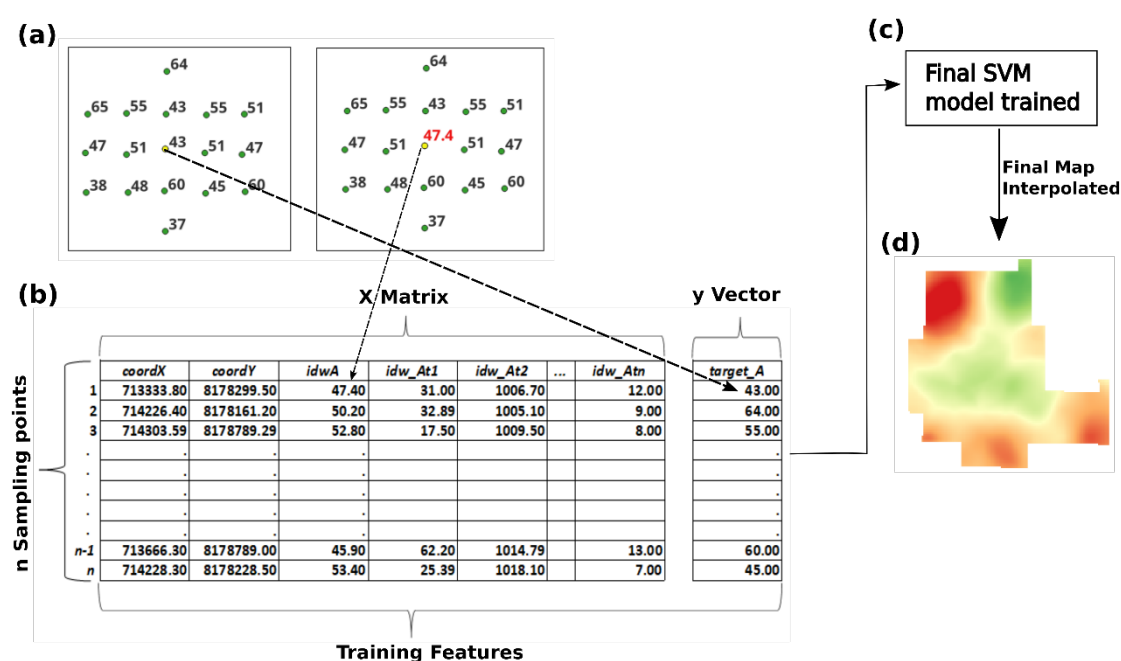 (a)
64 64
65 55 43 55 51 65 55 43 55 51
47 51 43 51 47 47 51 47.4 51 47
38 48 60 45 60 38 48 60 45 60
37 37
(b)
X Matrix y Vector
n Sampling points
coordX coordY idwA idw_At1 idw_At2 ... idw_Atn target_A
1 713333.80 8178299.50 47.40 31.00 1006.70 12.00 43.00
2 714226.40 8178161.20 50.20 32.89 1005.10 9.00 64.00
3 714303.59 8178789.29 52.80 17.50 1009.50 8.00 55.00
. . . . . . . .
. . . . . . . .
. . . . . . . .
. . . . . . . .
. . . . . . . .
n-1 713666.30 8178789.00 45.90 62.20 1014.79 13.00 60.00
n 714228.30 8178228.50 53.40 25.39 1018.10 7.00 45.00
Training Features
(c)
Final SVM
model trained
Final Map
Interpolated
(d)